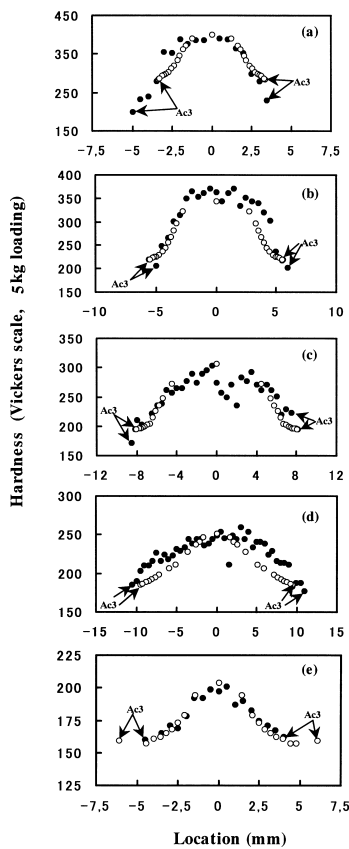 Hardness (Vickers scale, 5 kg loading)
450
(a)
350
250
Ac3
Ac3
150
-7,5 -5 -2,5 0 2,5 5 7,5
400
(b)
350
300
250
Ac3
200
Ac3
150
-10 -5 0 5 10
350
(c)
300
250
Ac3
Ac3
200
150
100
-12 -8 -4 0 4 8 12
300
(d)
250
200
Ac3
Ac3
150
-15 -10 -5 0 5 10 15
225
(e)
200
175
Ac3
Ac3
150
125
-7,5 -5 -2,5 0 2,5 5 7,5
Location (mm)